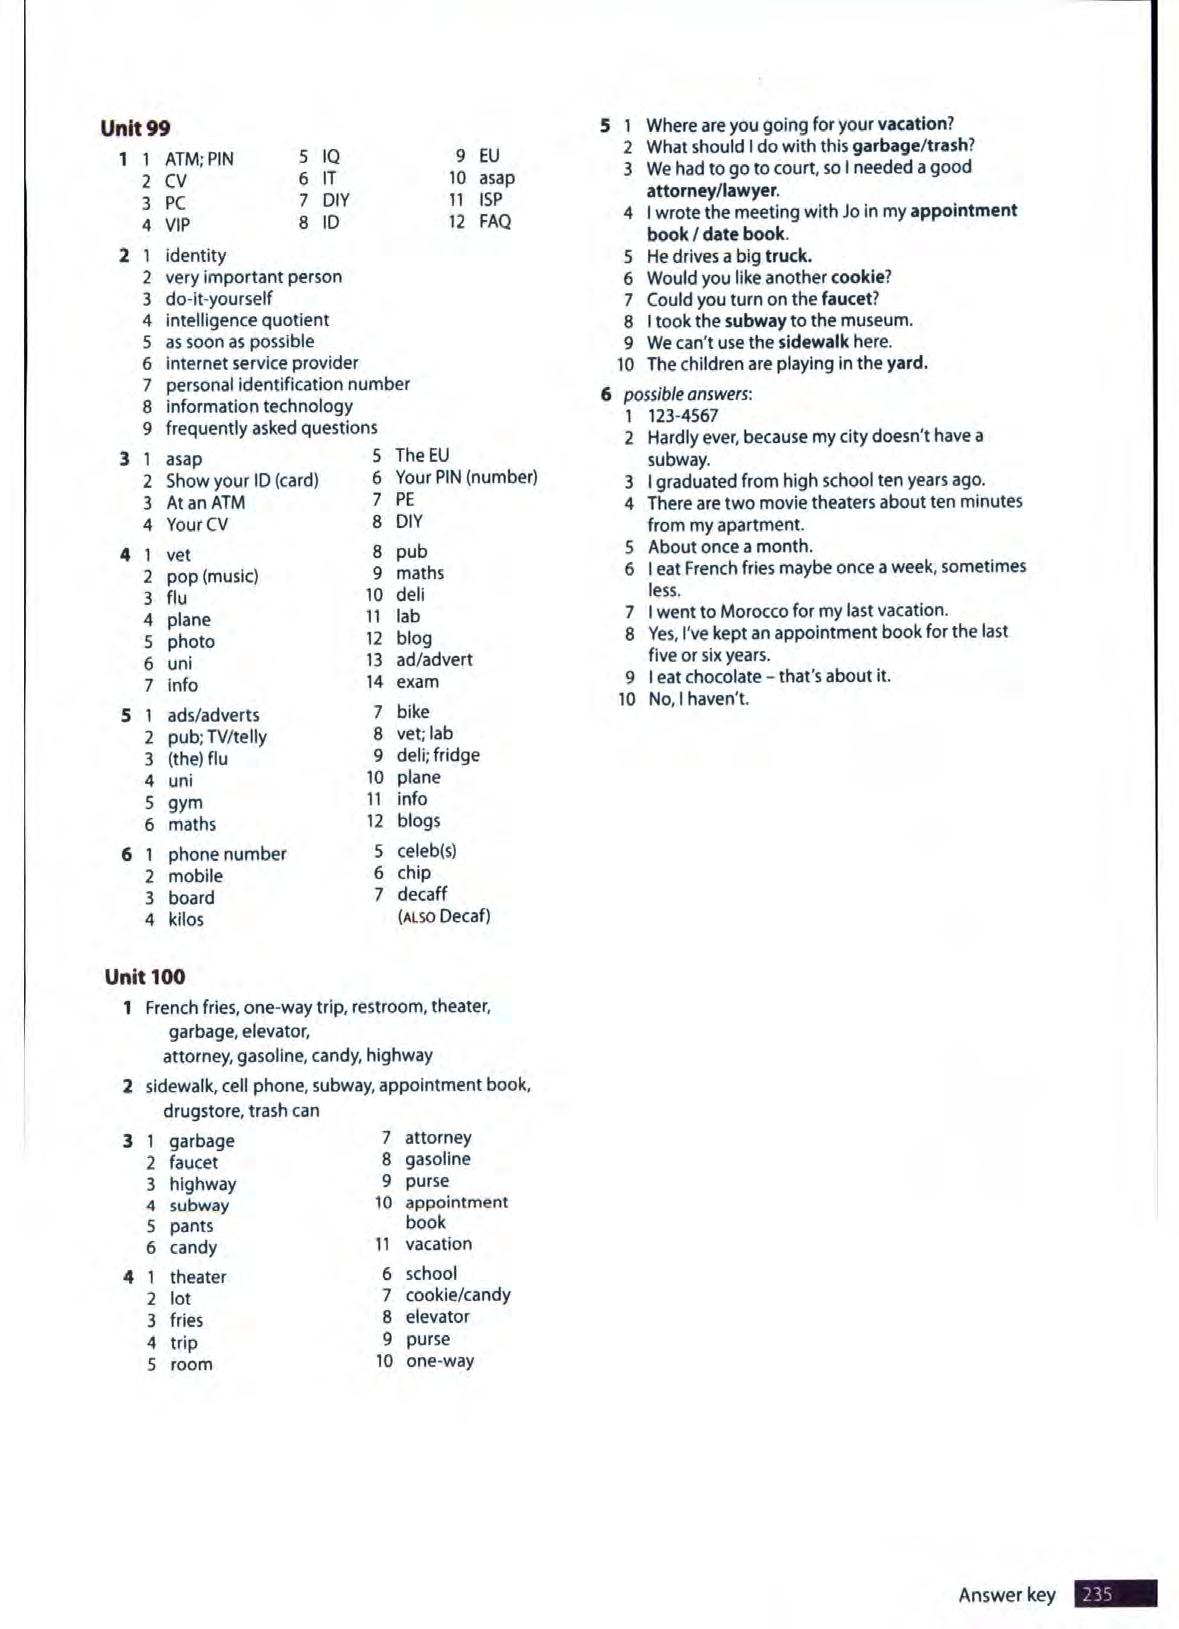 Unit 99
1 1 ATM; PIN 5 IQ 9 EU
2 CV 6 IT 10 asap
3 PC 7 DIY 11 ISP
4 VIP 8 ID 12 FAQ
2 1 identity
2 very important person
3 do-it-yourself
4 intelligence quotient
5 as soon as possible
6 internet service provider
7 personal identification number
8 information technology
9 frequently asked questions
3 1 asap 5 The EU
2 Show your ID (card) 6 Your PIN (number)
3 At an ATM 7 PE
4 Your CV 8 DIY
4 1 vet 8 pub
2 pop (music) 9 maths
3 flu 10 deli
4 plane 11 lab
5 photo 12 blog
6 uni 13 ad/advert
7 info 14 exam
5 1 ads/adverts 7 bike
2 pub; TV/telly 8 vet; lab
3 (the) flu 9 deli; fridge
4 uni 10 plane
5 gym 11 info
6 maths 12 blogs
6 1 phone number 5 celeb(s)
2 mobile 6 chip
3 board 7 decaff
4 kilos (ALSO Decaf)
Unit 100
1 French fries, one-way trip, restroom, theater,
garbage, elevator,
attorney, gasoline, candy, highway
2 sidewalk, cell phone, subway, appointment book,
drugstore, trash can
3 1 garbage 7 attorney
2 faucet 8 gasoline
3 highway 9 purse
4 subway 10 appointment
5 pants book
6 candy 11 vacation
4 1 theater 6 school
2 lot 7 cookie/candy
3 fries 8 elevator
4 trip 9 purse
5 room 10 one-way
5 1 Where are you going for your vacation?
2 What should I do with this garbage/trash?
3 We had to go to court, so I needed a good
attorney/lawyer.
4 I wrote the meeting with Jo in my appointment
book / date book.
5 He drives a big truck.
6 Would you like another cookie?
7 Could you turn on the faucet?
8 I took the subway to the museum.
9 We can't use the sidewalk here.
10 The children are playing in the yard.
6 possible answers:
1 123-4567
2 Hardly ever, because my city doesn't have a
subway.
3 I graduated from high school ten years ago.
4 There are two movie theaters about ten minutes
from my apartment.
5 About once a month.
6 I eat French fries maybe once a week, sometimes
less.
7 I went to Morocco for my last vacation.
8 Yes, I've kept an appointment book for the last
five or six years.
9 I eat chocolate – that's about it.
10 No, I haven't.
Answer key 235